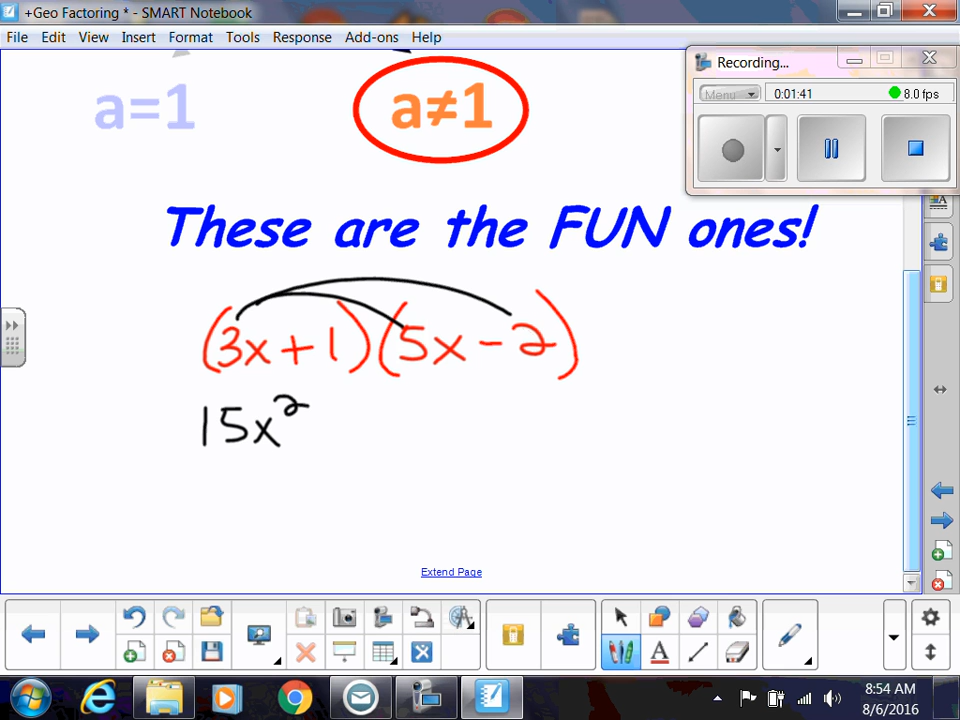 +Geo Factoring * - SMART Notebook
File Edit View Insert Format Tools Response Add-ons Help
Recording...
Menu 0:01:41 8.0 fps
a=1 a≠1
These are the FUN ones!
(3x+1)(5x-2)
15x²
Extend Page
8:54 AM
8/6/2016